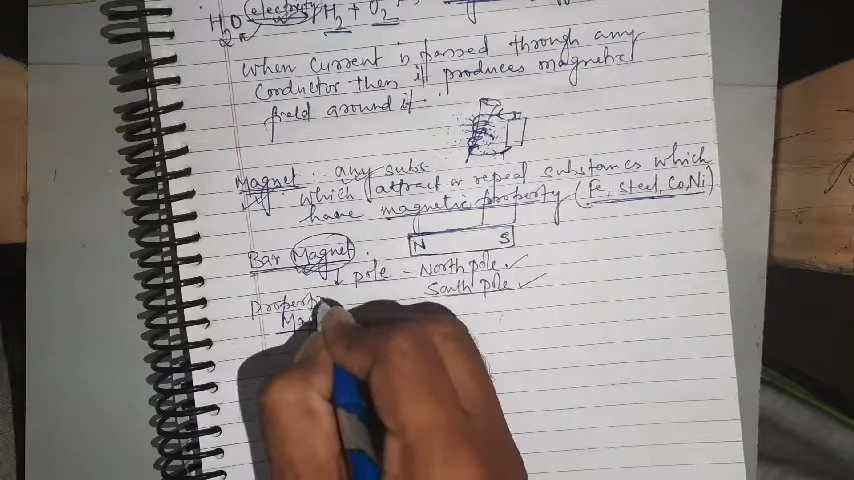 H2O electricity H2 + O2
When Current is passed through any
Conductor then it produces magnetic
field around it.
Magnet. any subs
which attract or repeal substances which
have magnetic property (Fe, Steel, Co, Ni)
N S
Bar Magnet.
↓ pole - North pole ✓
South pole ✓
Property
Mag